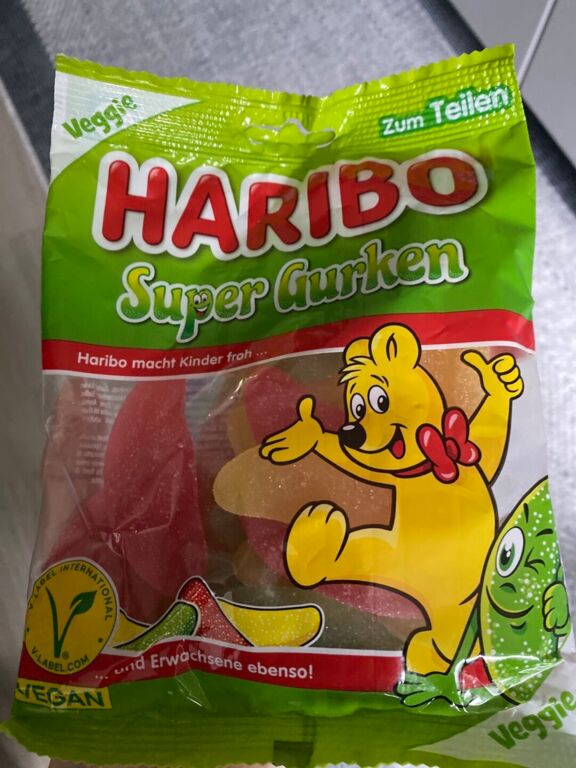 Veggie
Zum Teilen
HARIBO
Super Gurken
Haribo macht Kinder froh ...
V-LABEL INTERNATIONAL
V-LABEL.COM
VEGAN
... und Erwachsene ebenso!
Veggie